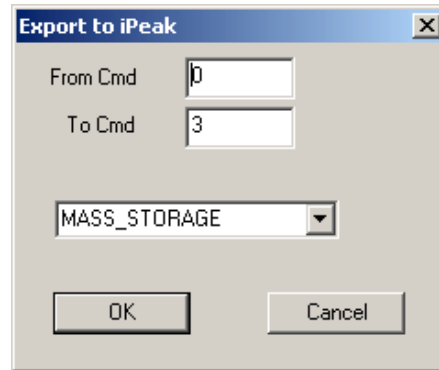 Export to iPeak
From Cmd 0
To Cmd 3
MASS_STORAGE
OK Cancel